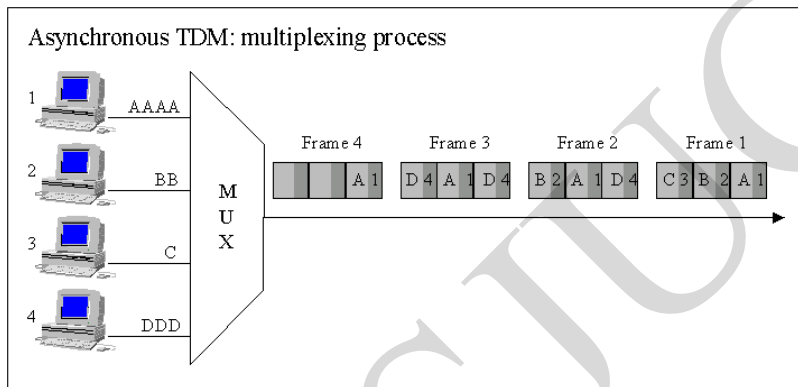 Asynchronous TDM: multiplexing process
1
AAAA
2
BB
3
C
4
DDD
M
U
X
Frame 4 Frame 3 Frame 2 Frame 1
A 1 D 4 A 1 D 4 B 2 A 1 D 4 C 3 B 2 A 1